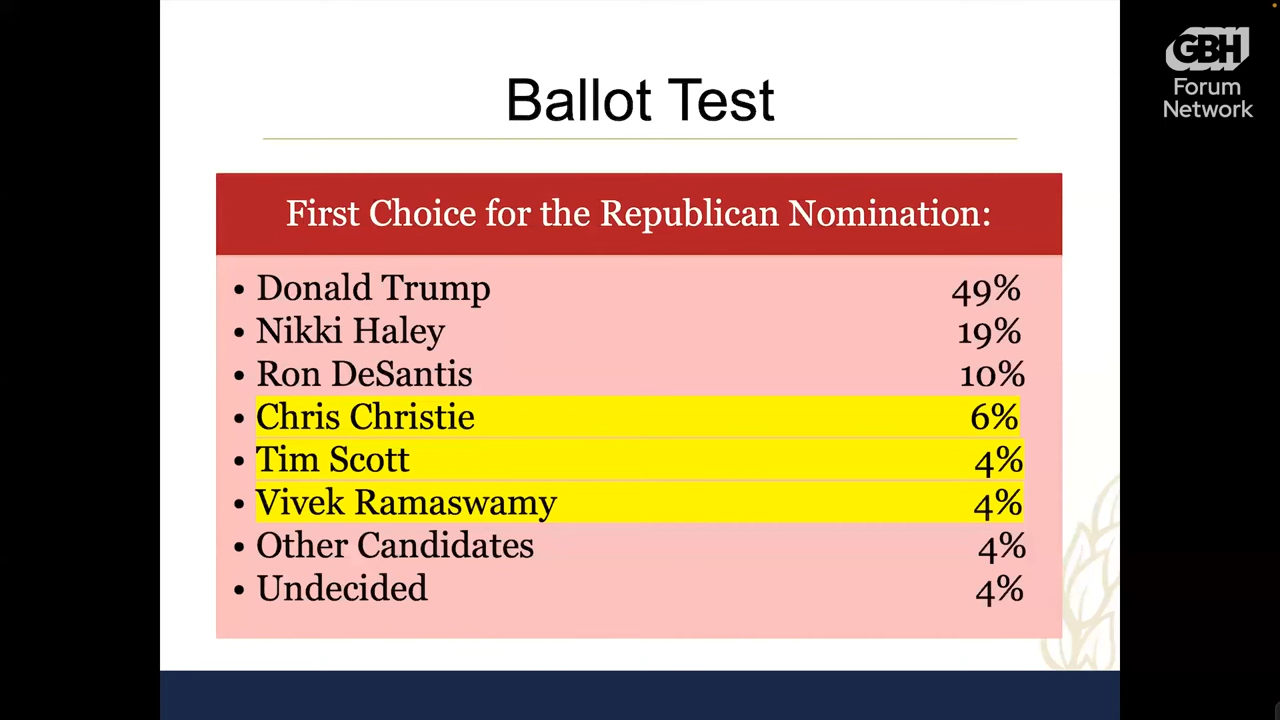 GBH
Forum
Network
Ballot Test
First Choice for the Republican Nomination:
• Donald Trump 49%
• Nikki Haley 19%
• Ron DeSantis 10%
• Chris Christie 6%
• Tim Scott 4%
• Vivek Ramaswamy 4%
• Other Candidates 4%
• Undecided 4%